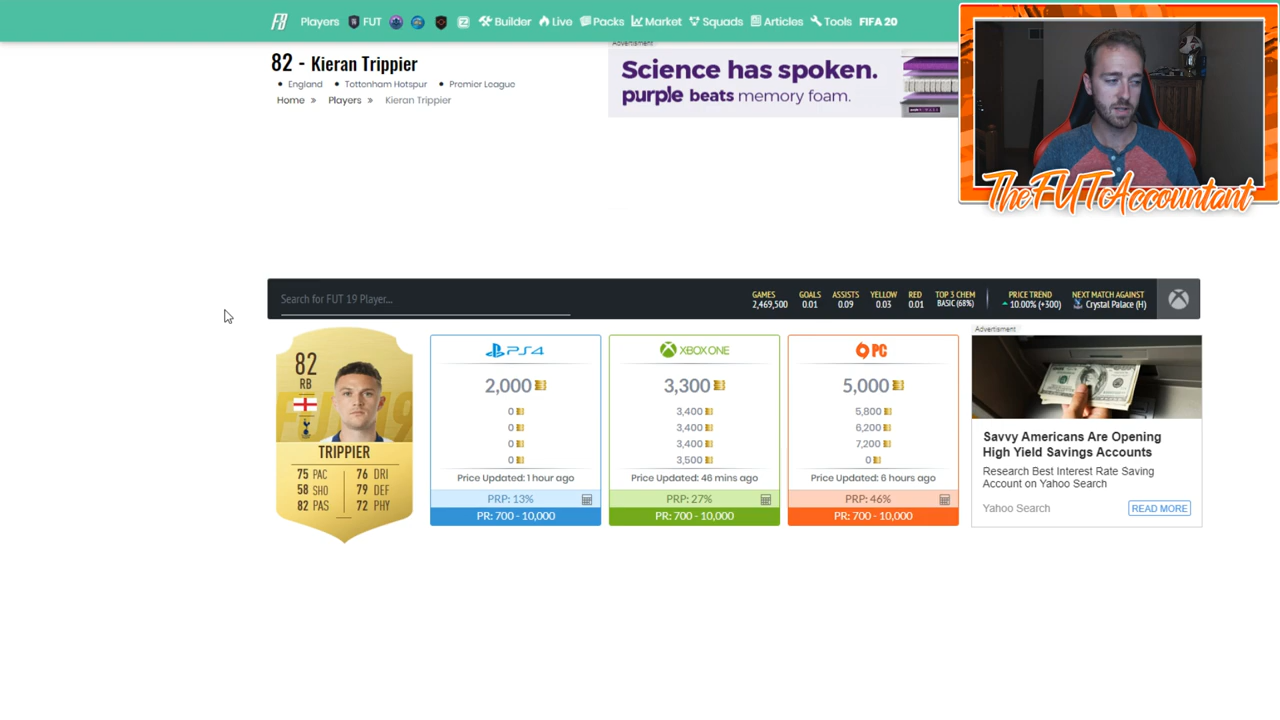 F8 Players FUT Builder Live Packs Market Squads Articles Tools FIFA 20
82 - Kieran Trippier
England Tottenham Hotspur Premier League
Home » Players » Kieran Trippier
Advertisment
Science has spoken.
purple beats memory foam.
TheFUTAccountant
Search for FUT 19 Player...
GAMES GOALS ASSISTS YELLOW RED TOP 3 CHEM PRICE TREND NEXT MATCH AGAINST
2,469,500 0.01 0.09 0.03 0.01 BASIC (68%) 10.00% (+300) Crystal Palace (H)
82
RB
FUT19
TRIPPIER
75 PAC 76 DRI
58 SHO 79 DEF
82 PAS 72 PHY
PS4
2,000
0
0
0
0
Price Updated: 1 hour ago
PRP: 13%
PR: 700 - 10,000
XBOX ONE
3,300
3,400
3,400
3,400
3,500
Price Updated: 46 mins ago
PRP: 27%
PR: 700 - 10,000
PC
5,000
5,800
6,200
7,200
0
Price Updated: 6 hours ago
PRP: 46%
PR: 700 - 10,000
Advertisment
Savvy Americans Are Opening
High Yield Savings Accounts
Research Best Interest Rate Saving
Account on Yahoo Search
Yahoo Search READ MORE